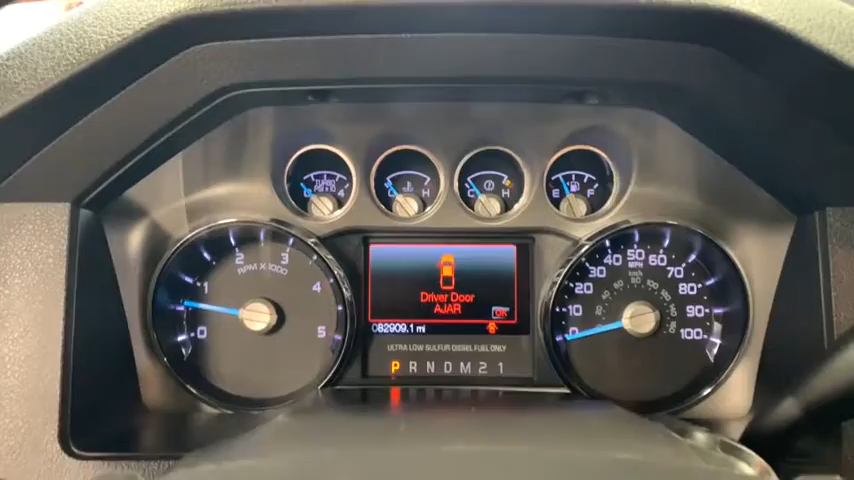 TURBO
PSI x 10
C H
C H
E F
RPM X 1000
0 1 2 3 4 5
Driver Door
AJAR
OK
082909.1 mi
ULTRA LOW SULFUR DIESEL FUEL ONLY
P R N D M 2 1
MPH
km/h
0 10 20 30 40 50 60 70 80 90 100